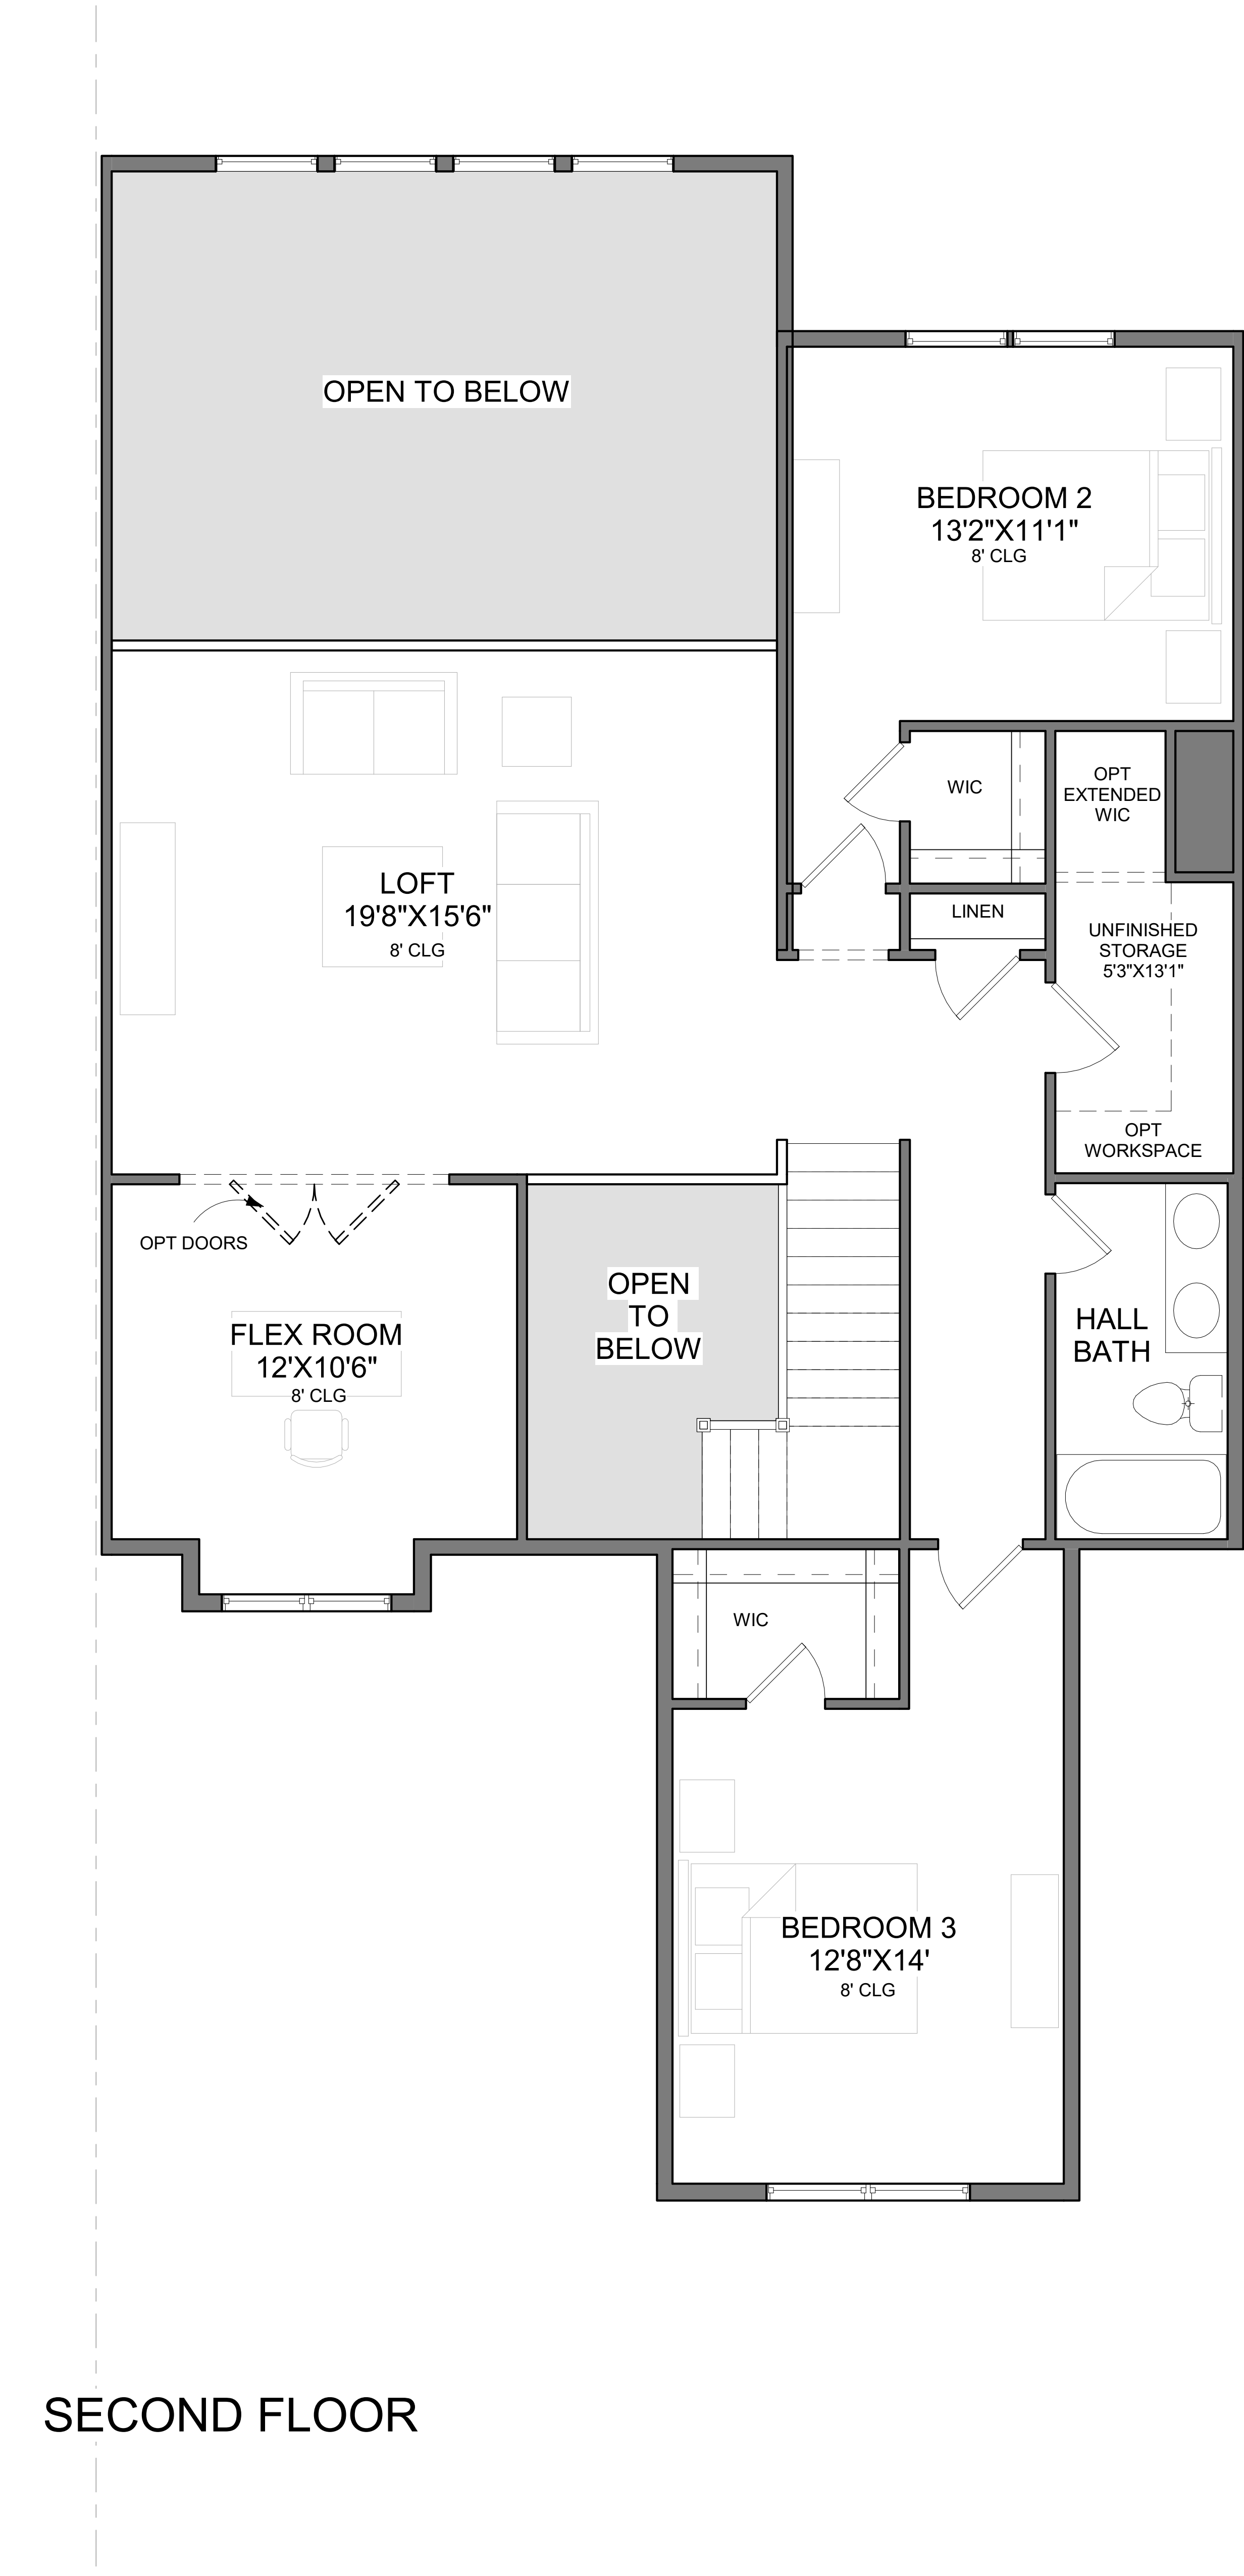 OPEN TO BELOW
BEDROOM 2
13'2"X11'1"
8' CLG
WIC
OPT
EXTENDED
WIC
LOFT
19'8"X15'6"
8' CLG
LINEN
UNFINISHED
STORAGE
5'3"X13'1"
OPT
WORKSPACE
OPT DOORS
FLEX ROOM
12'X10'6"
8' CLG
OPEN
TO
BELOW
HALL
BATH
WIC
BEDROOM 3
12'8"X14'
8' CLG
SECOND FLOOR